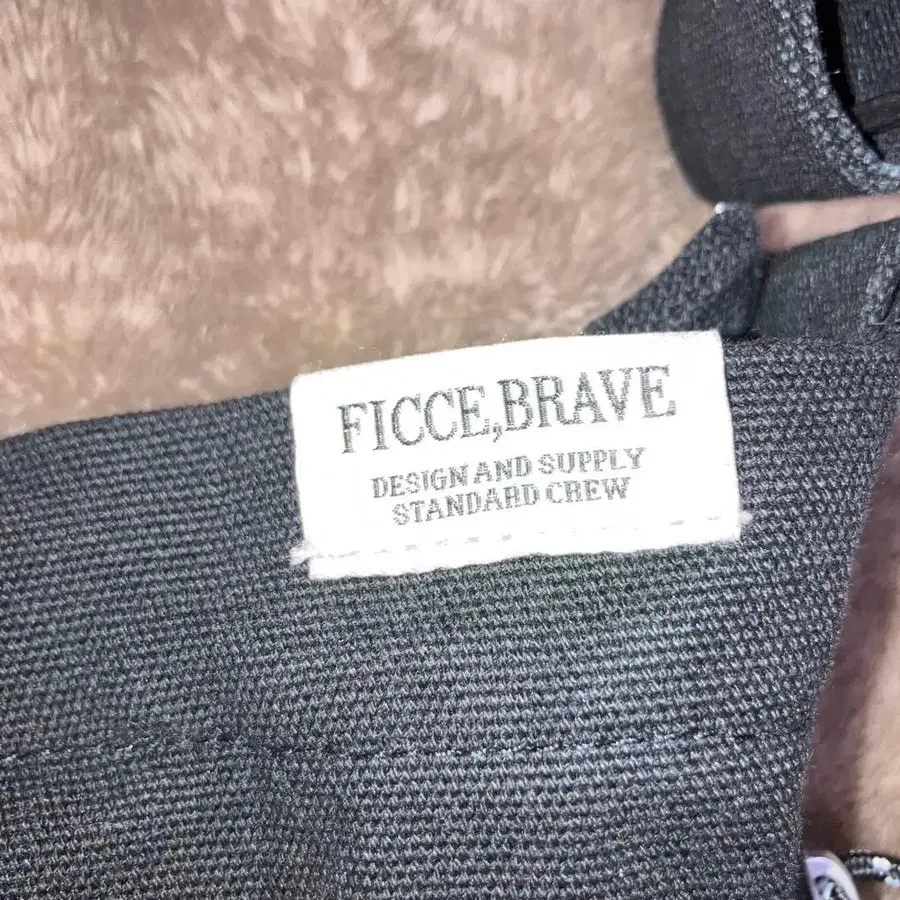 FICCE,BRAVE
DESIGN AND SUPPLY
STANDARD CREW